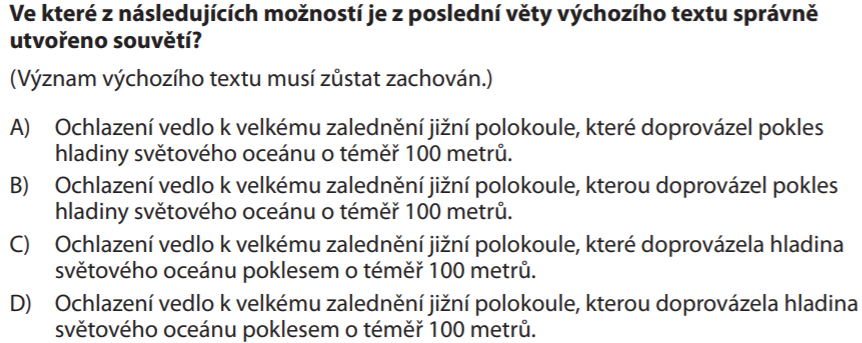 Ve které z následujících možností je z poslední věty výchozího textu správně
utvořeno souvětí?
(Význam výchozího textu musí zůstat zachován.)
A) Ochlazení vedlo k velkému zalednění jižní polokoule, které doprovázel pokles
hladiny světového oceánu o téměř 100 metrů.
B) Ochlazení vedlo k velkému zalednění jižní polokoule, kterou doprovázel pokles
hladiny světového oceánu o téměř 100 metrů.
C) Ochlazení vedlo k velkému zalednění jižní polokoule, které doprovázela hladina
světového oceánu poklesem o téměř 100 metrů.
D) Ochlazení vedlo k velkému zalednění jižní polokoule, kterou doprovázela hladina
světového oceánu poklesem o téměř 100 metrů.